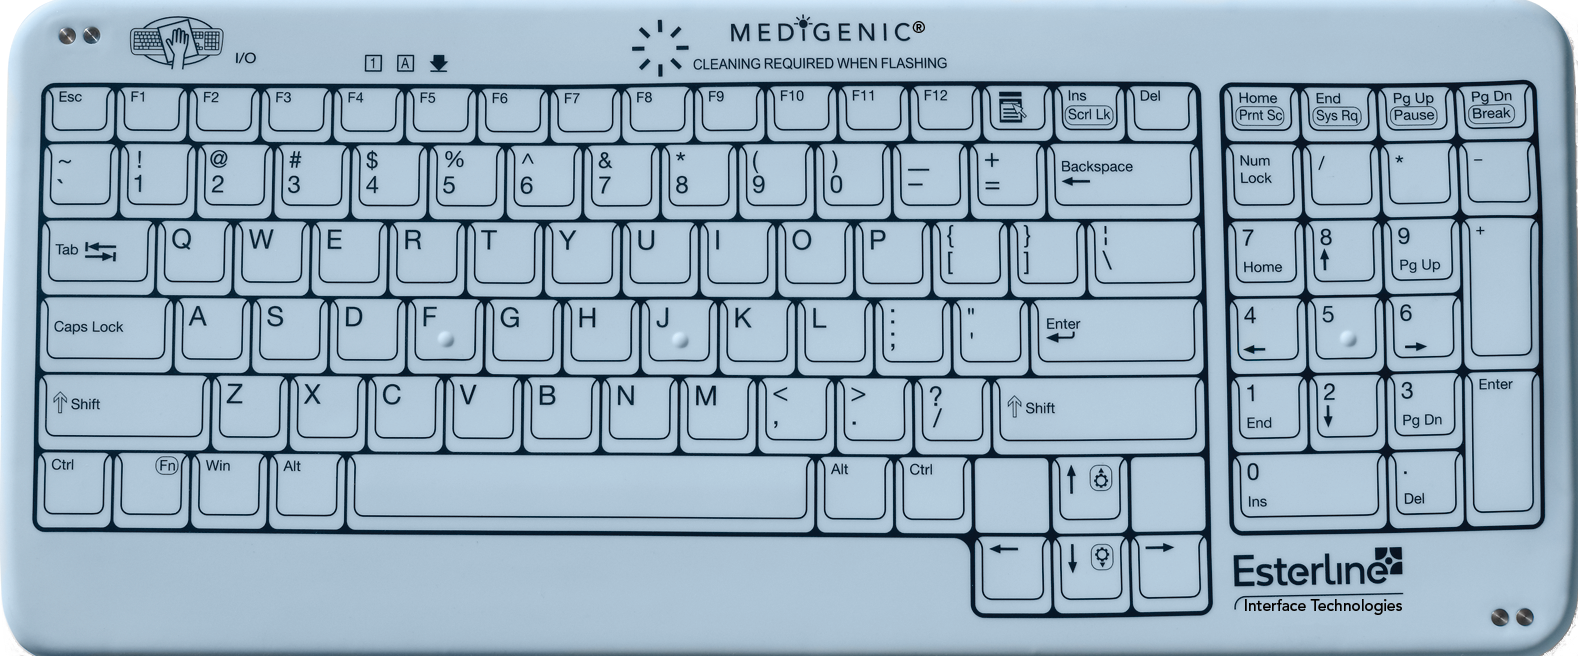 MEDIGENIC®
I/O
1 A
CLEANING REQUIRED WHEN FLASHING
Esc F1 F2 F3 F4 F5 F6 F7 F8 F9 F10 F11 F12 Ins Del
Scrl Lk
Home End Pg Up Pg Dn
Prnt Sc Sys Rq Pause Break
~ ! @ # $ % ^ & * ( ) — +
` 1 2 3 4 5 6 7 8 9 0 – =
Backspace
Num / * −
Lock
Tab Q W E R T Y U I O P { } ¦
[ ] \
7 8 9 +
Home Pg Up
Caps Lock A S D F G H J K L : "
; '
Enter
4 5 6
Shift Z X C V B N M < > ?
, . /
Shift
1 2 3 Enter
End Pg Dn
Ctrl Fn Win Alt Alt Ctrl
0 .
Ins Del
Esterline
Interface Technologies